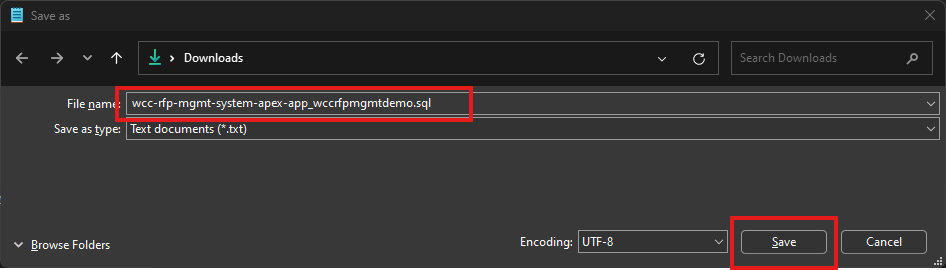 Save as
Downloads
Search Downloads
File name: wcc-rfp-mgmt-system-apex-app_wccrfpmgmtdemo.sql
Save as type: Text documents (*.txt)
Browse Folders
Encoding: UTF-8
Save
Cancel